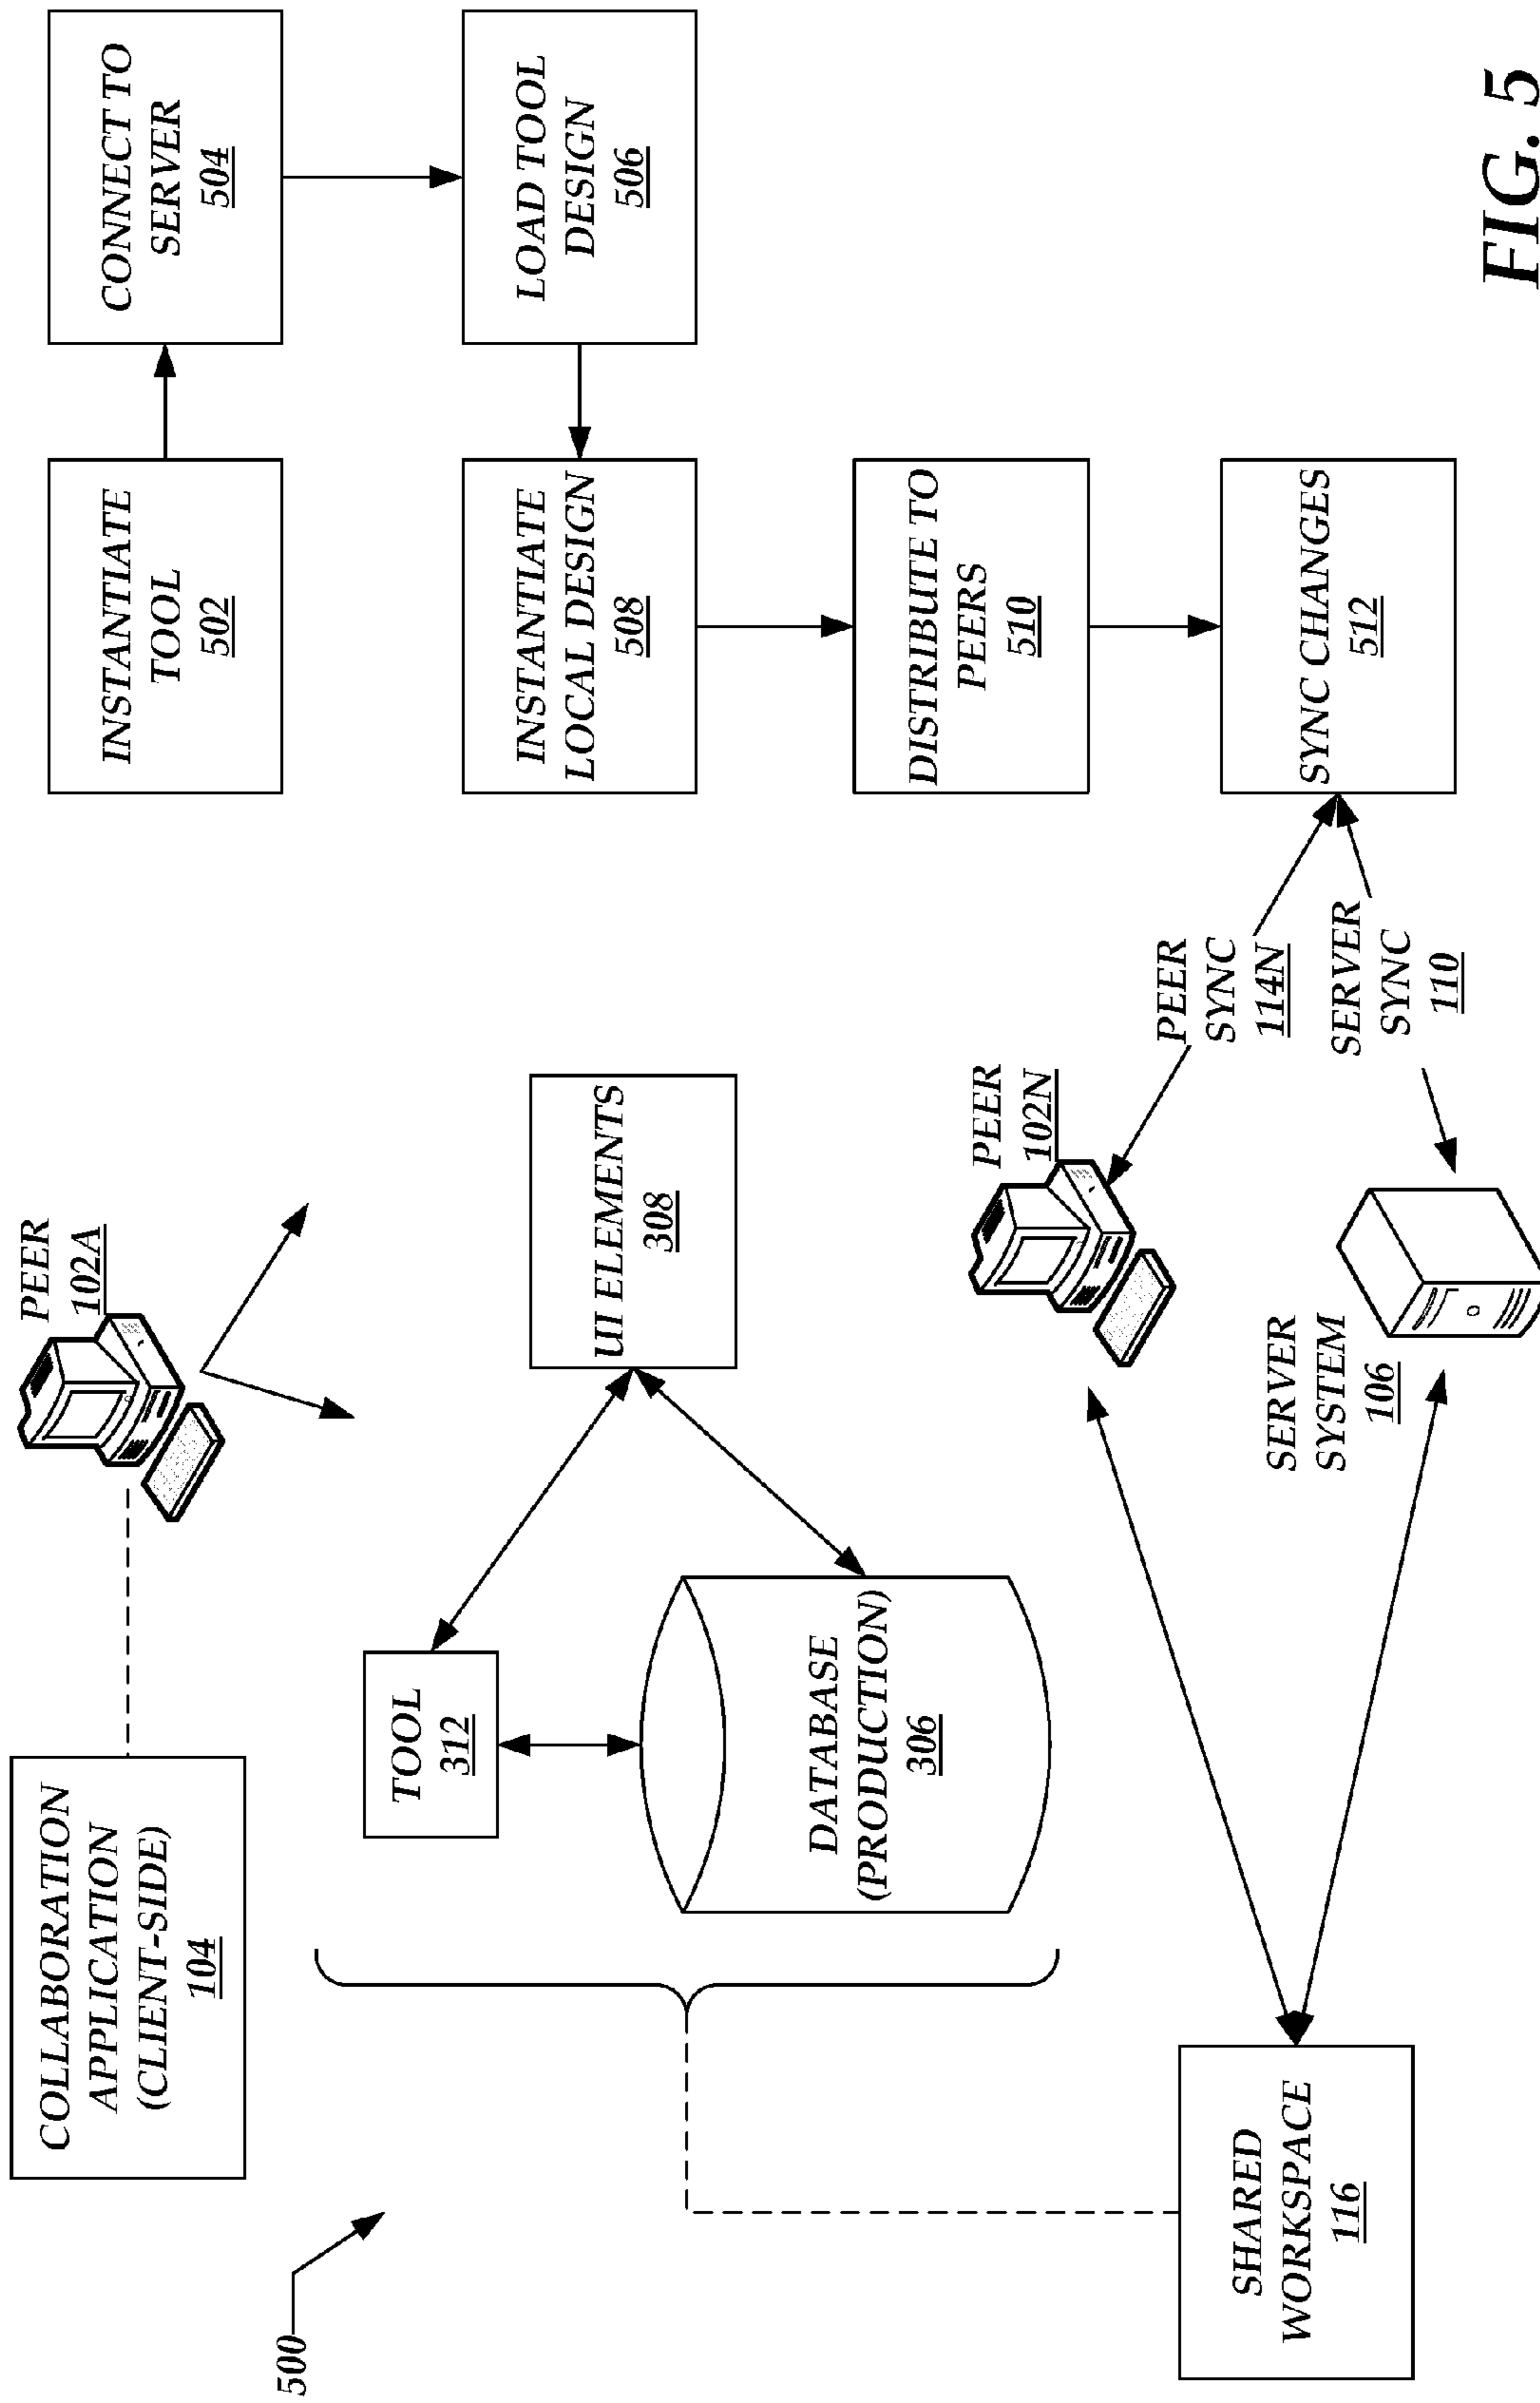 500
COLLABORATION
APPLICATION
(CLIENT-SIDE)
104
PEER
102A
TOOL
312
UI ELEMENTS
308
DATABASE
(PRODUCTION)
306
SHARED
WORKSPACE
116
PEER
102N
SERVER
SYSTEM
106
PEER
SYNC
114N
SERVER
SYNC
110
INSTANTIATE
TOOL
502
CONNECT TO
SERVER
504
LOAD TOOL
DESIGN
506
INSTANTIATE
LOCAL DESIGN
508
DISTRIBUTE TO
PEERS
510
SYNC CHANGES
512
FIG. 5